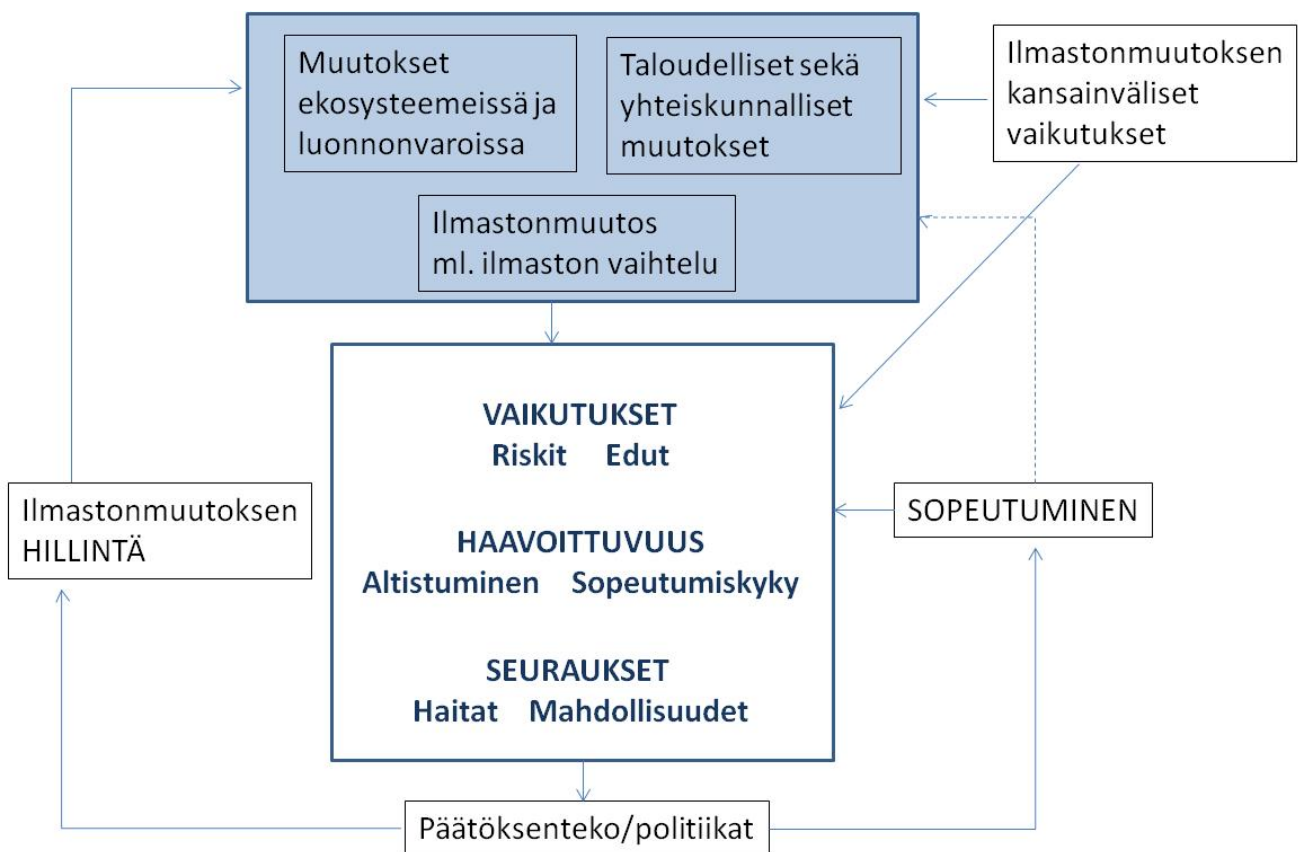 Muutokset
ekosysteemeissä ja
luonnonvaroissa
Taloudelliset sekä
yhteiskunnalliset
muutokset
Ilmastonmuutoksen
kansainväliset
vaikutukset
Ilmastonmuutos
ml. ilmaston vaihtelu
VAIKUTUKSET
Riskit Edut
HAAVOITTUVUUS
Altistuminen Sopeutumiskyky
SEURAUKSET
Haitat Mahdollisuudet
Ilmastonmuutoksen
HILLINTÄ
SOPEUTUMINEN
Päätöksenteko/politiikat